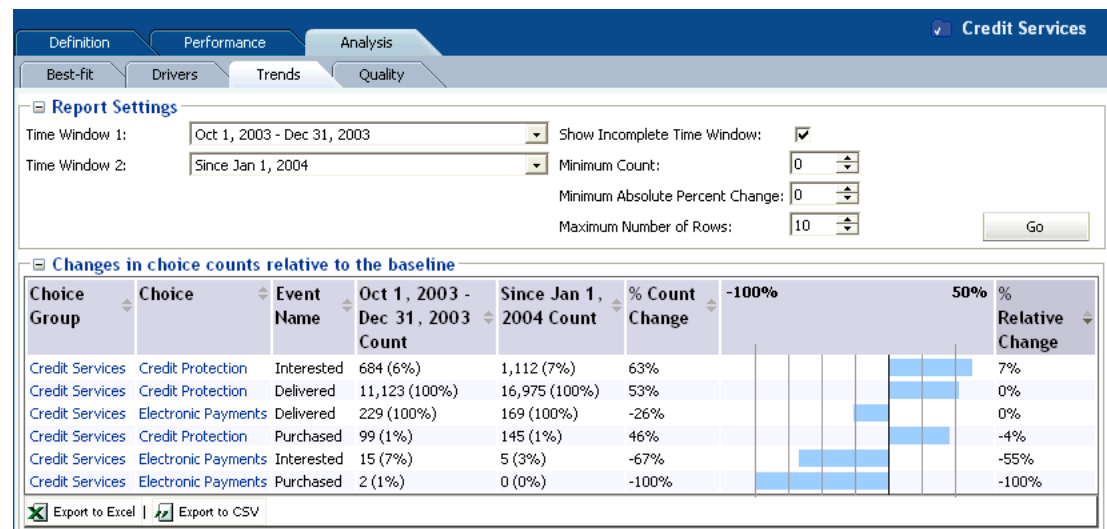 Credit Services
Definition Performance Analysis
Best-fit Drivers Trends Quality
Report Settings
Time Window 1: Oct 1, 2003 - Dec 31, 2003 Show Incomplete Time Window:
Time Window 2: Since Jan 1, 2004 Minimum Count: 0
Minimum Absolute Percent Change: 0
Maximum Number of Rows: 10 Go
Changes in choice counts relative to the baseline
Choice Choice Event Oct 1, 2003 - Since Jan 1, % Count -100% 50% %
Group Name Dec 31, 2003 2004 Count Change Relative
Count Change
Credit Services Credit Protection Interested 684 (6%) 1,112 (7%) 63% 7%
Credit Services Credit Protection Delivered 11,123 (100%) 16,975 (100%) 53% 0%
Credit Services Electronic Payments Delivered 229 (100%) 169 (100%) -26% 0%
Credit Services Credit Protection Purchased 99 (1%) 145 (1%) 46% -4%
Credit Services Electronic Payments Interested 15 (7%) 5 (3%) -67% -55%
Credit Services Electronic Payments Purchased 2 (1%) 0 (0%) -100% -100%
Export to Excel | Export to CSV